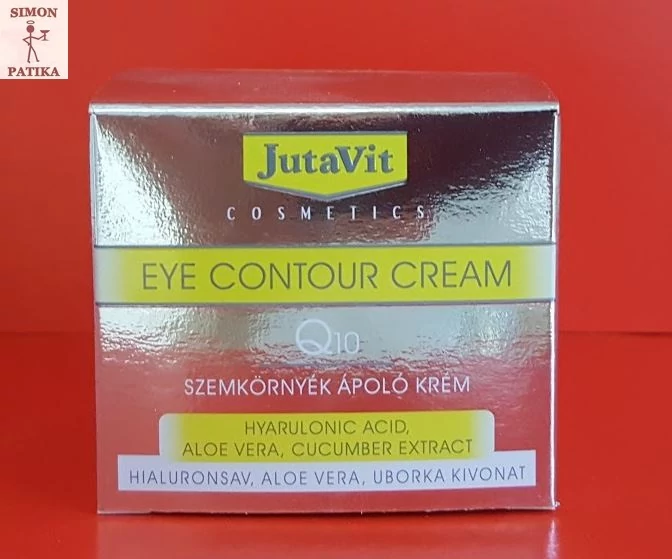 SIMON
PATIKA
JutaVit
COSMETICS
EYE CONTOUR CREAM
Q10
SZEMKÖRNYÉK ÁPOLÓ KRÉM
HYARULONIC ACID,
ALOE VERA, CUCUMBER EXTRACT
HIALURONSAV, ALOE VERA, UBORKA KIVONAT